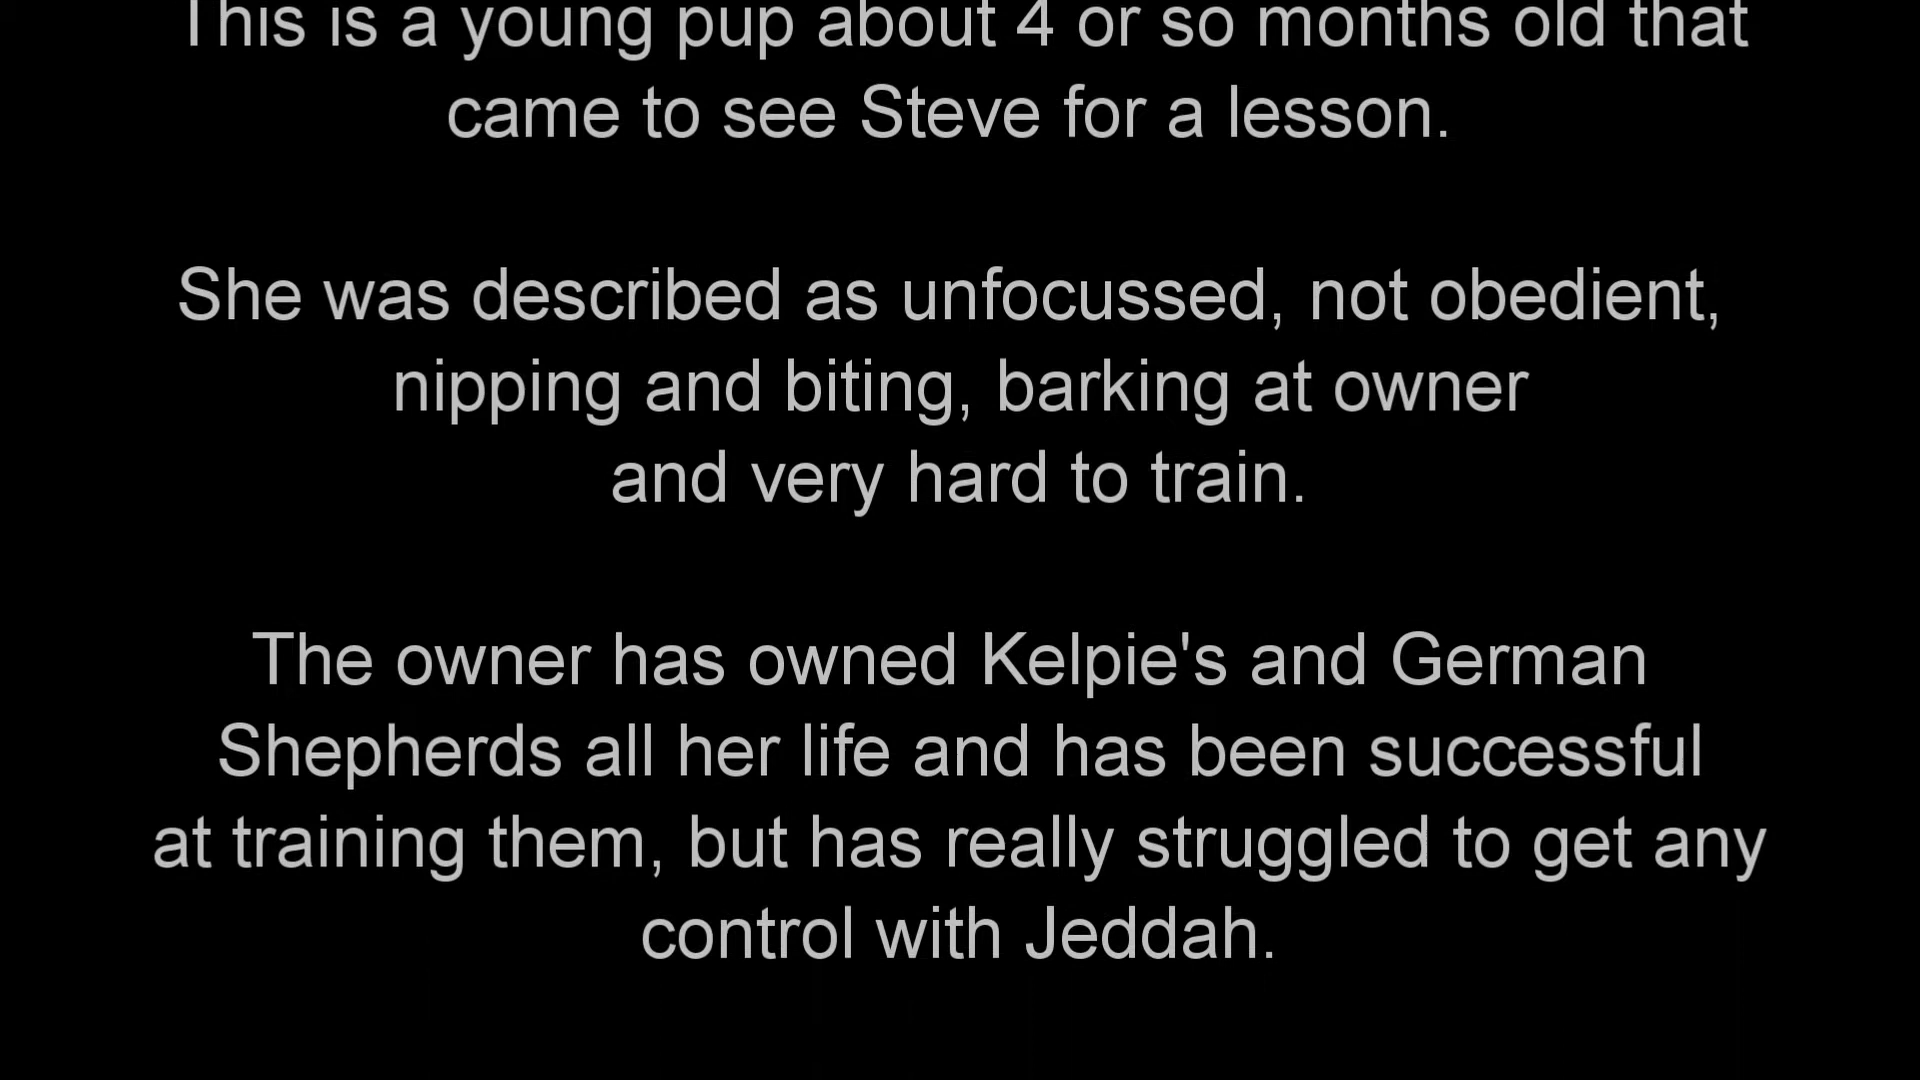 This is a young pup about 4 or so months old that
came to see Steve for a lesson.
She was described as unfocussed, not obedient,
nipping and biting, barking at owner
and very hard to train.
The owner has owned Kelpie's and German
Shepherds all her life and has been successful
at training them, but has really struggled to get any
control with Jeddah.